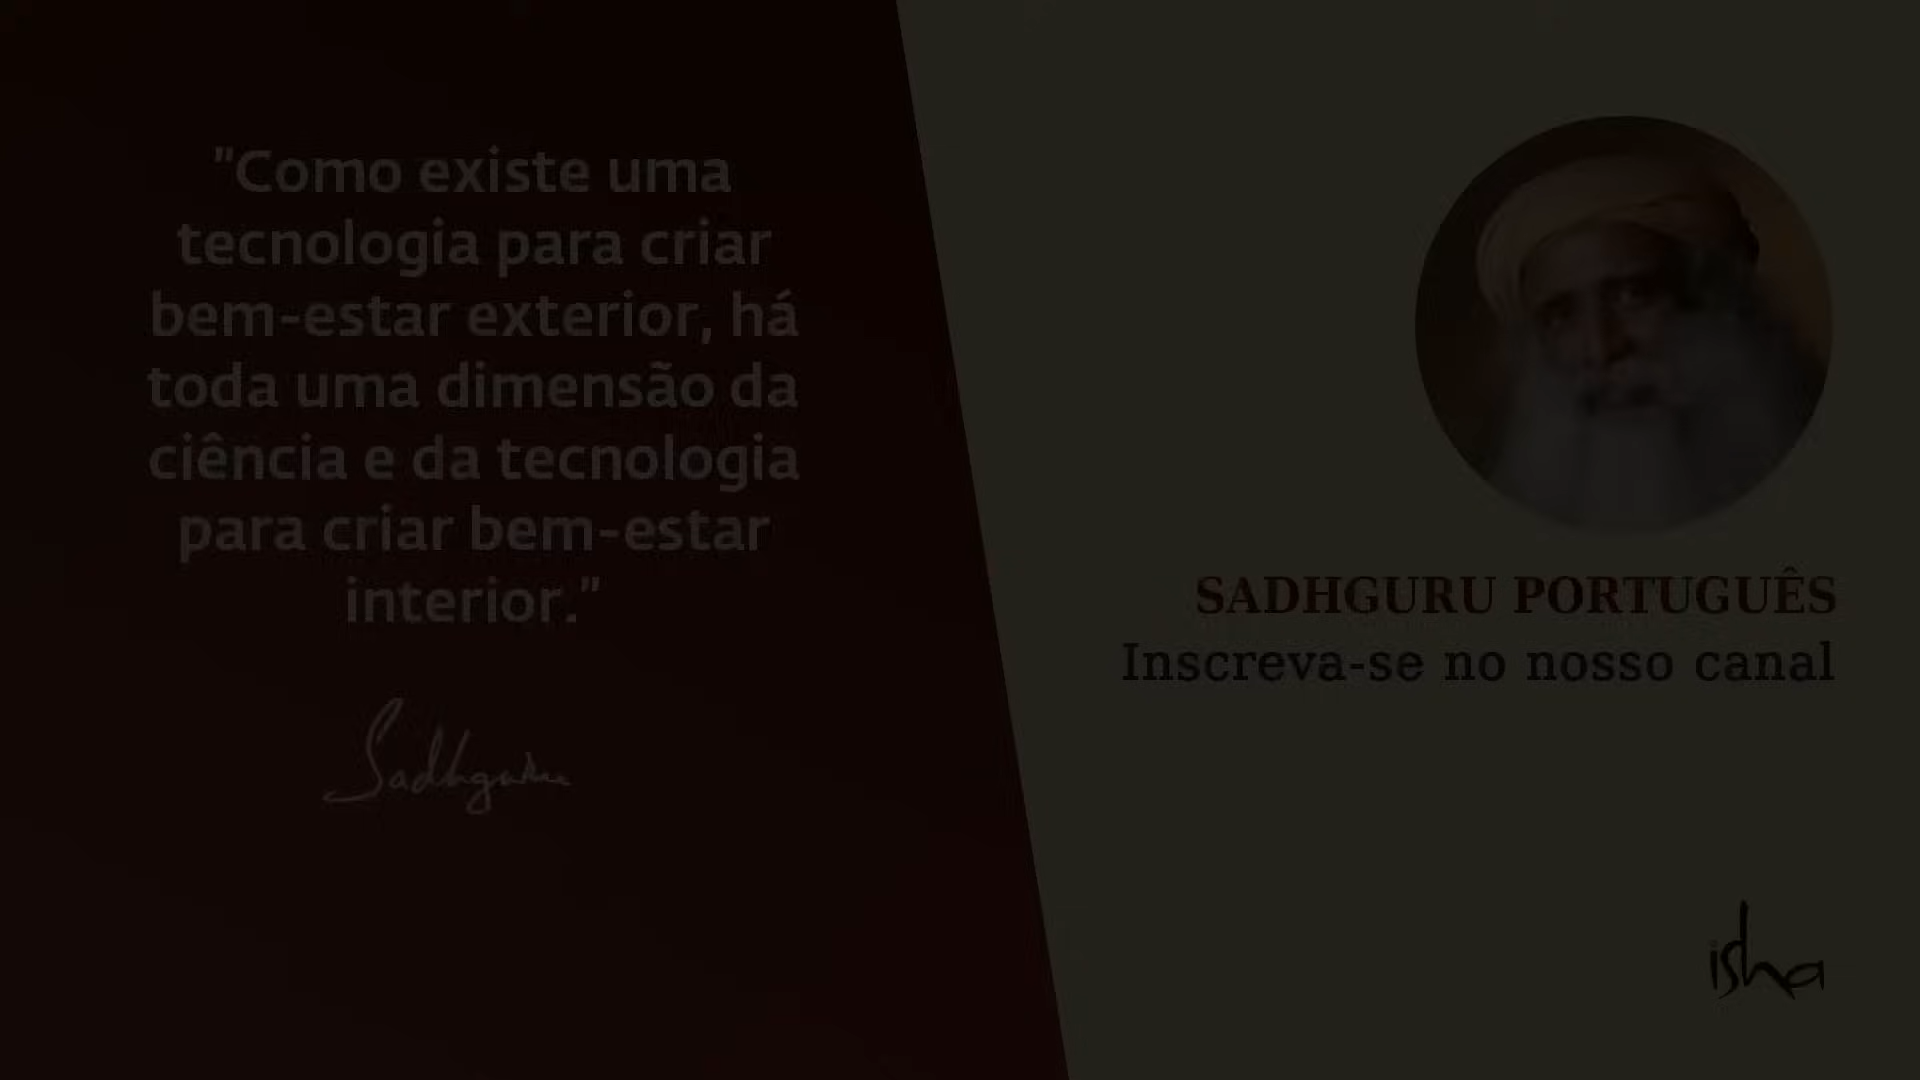 "Como existe uma
tecnologia para criar
bem-estar exterior, há
toda uma dimensão da
ciência e da tecnologia
para criar bem-estar
interior."
Sadhguru
SADHGURU PORTUGUÊS
Inscreva-se no nosso canal
isha